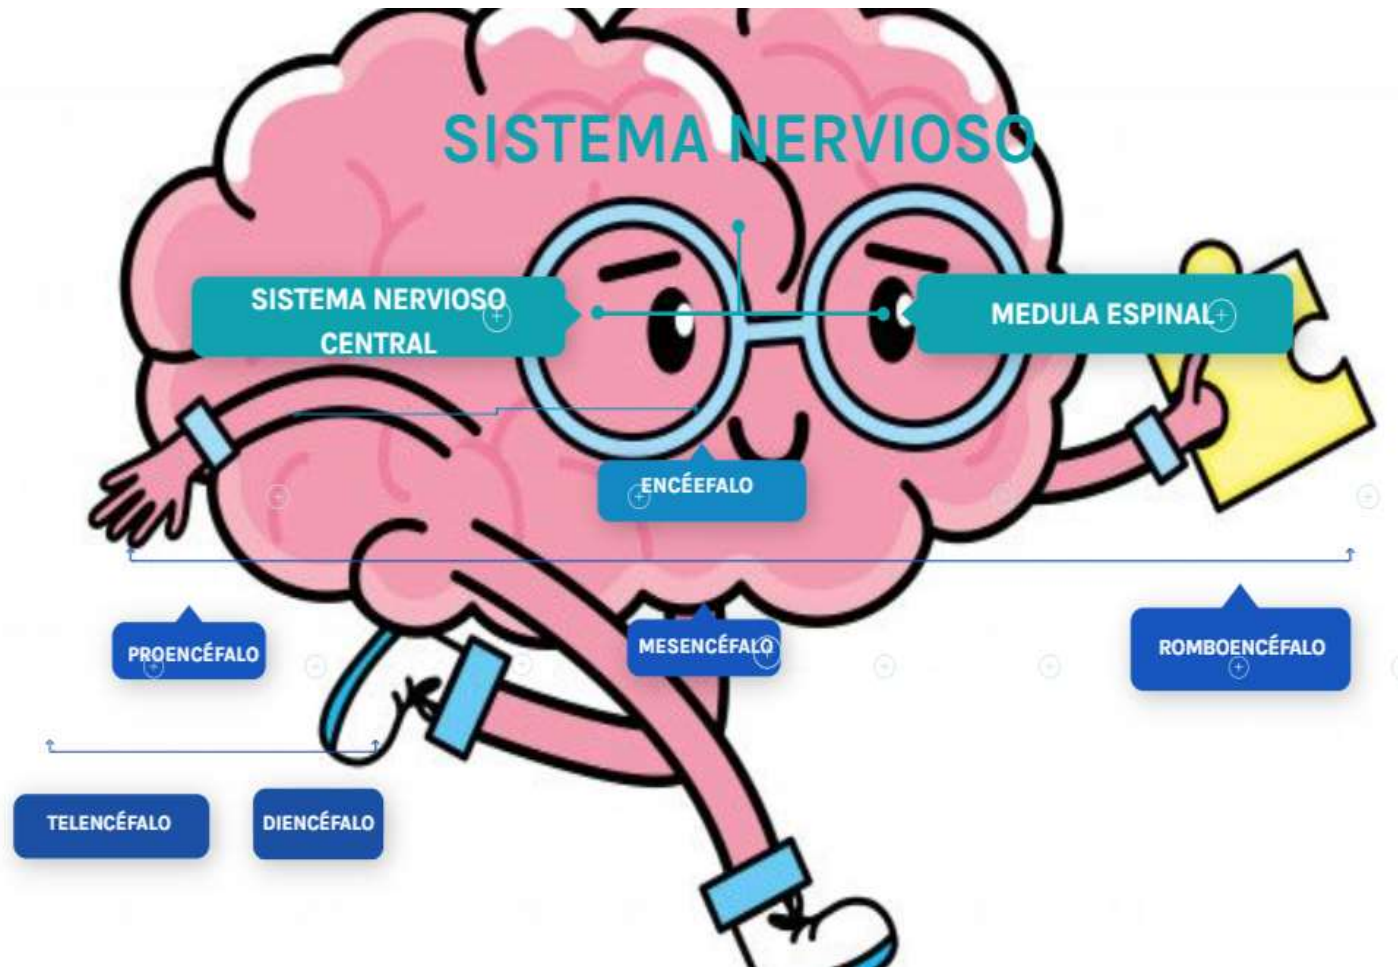 SISTEMA NERVIOSO
SISTEMA NERVIOSO
CENTRAL
MEDULA ESPINAL
ENCÉEFALO
PROENCÉFALO
MESENCÉFALO
ROMBOENCÉFALO
TELENCÉFALO
DIENCÉFALO